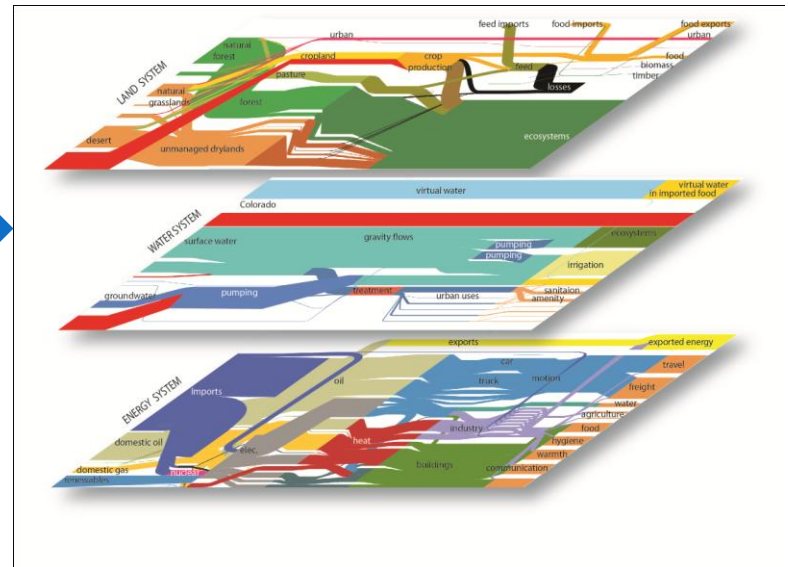 feed imports
food imports
food exports
urban
urban
natural
forest
cropland
crop
production
food
biomass
timber
pasture
feed
losses
LAND SYSTEM
natural
grasslands
forest
desert
unmanaged drylands
ecosystems
virtual water
virtual water
in imported food
Colorado
WATER SYSTEM
surface water
gravity flows
ecosystems
pumping
pumping
irrigation
groundwater
pumping
treatment
urban uses
sanitaion
amenity
exports
exported energy
ENERGY SYSTEM
imports
oil
car
truck
motion
travel
freight
water
agriculture
domestic oil
elec.
heat
industry
food
hygiene
warmth
domestic gas
nuclear
renewables
buildings
communication